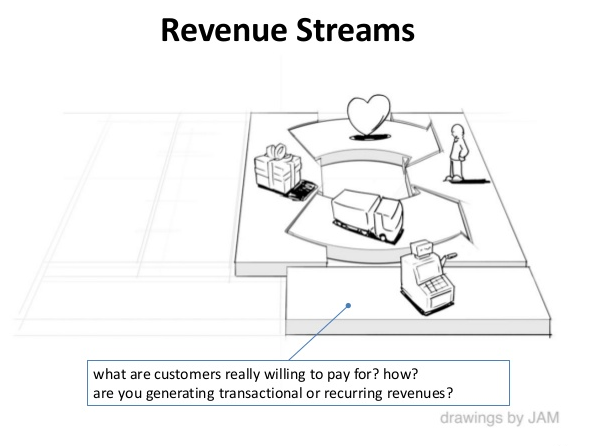 Revenue Streams
what are customers really willing to pay for? how?
are you generating transactional or recurring revenues?
drawings by JAM